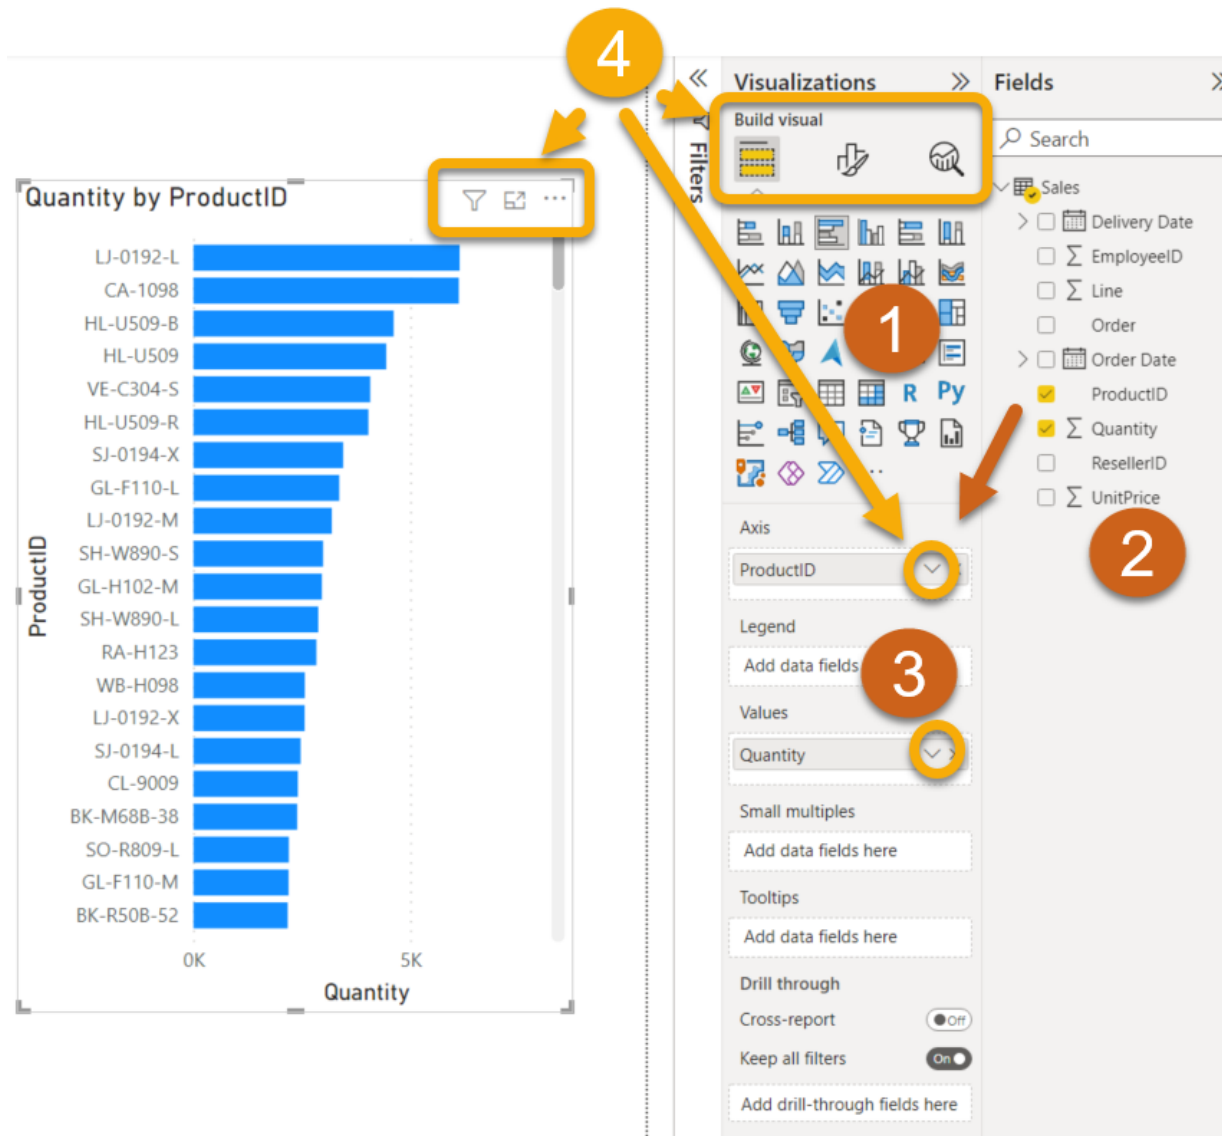 4
Quantity by ProductID
LJ-0192-L
CA-1098
HL-U509-B
HL-U509
VE-C304-S
HL-U509-R
SJ-0194-X
GL-F110-L
LJ-0192-M
SH-W890-S
GL-H102-M
SH-W890-L
RA-H123
WB-H098
LJ-0192-X
SJ-0194-L
CL-9009
BK-M68B-38
SO-R809-L
GL-F110-M
BK-R50B-52
ProductID
0K 5K
Quantity
Filters
Visualizations
Build visual
1
R Py
Axis
ProductID
Legend
Add data fields
3
Values
Quantity
Small multiples
Add data fields here
Tooltips
Add data fields here
Drill through
Cross-report Off
Keep all filters On
Add drill-through fields here
Fields
Search
Sales
Delivery Date
∑ EmployeeID
∑ Line
Order
Order Date
ProductID
∑ Quantity
ResellerID
∑ UnitPrice
2